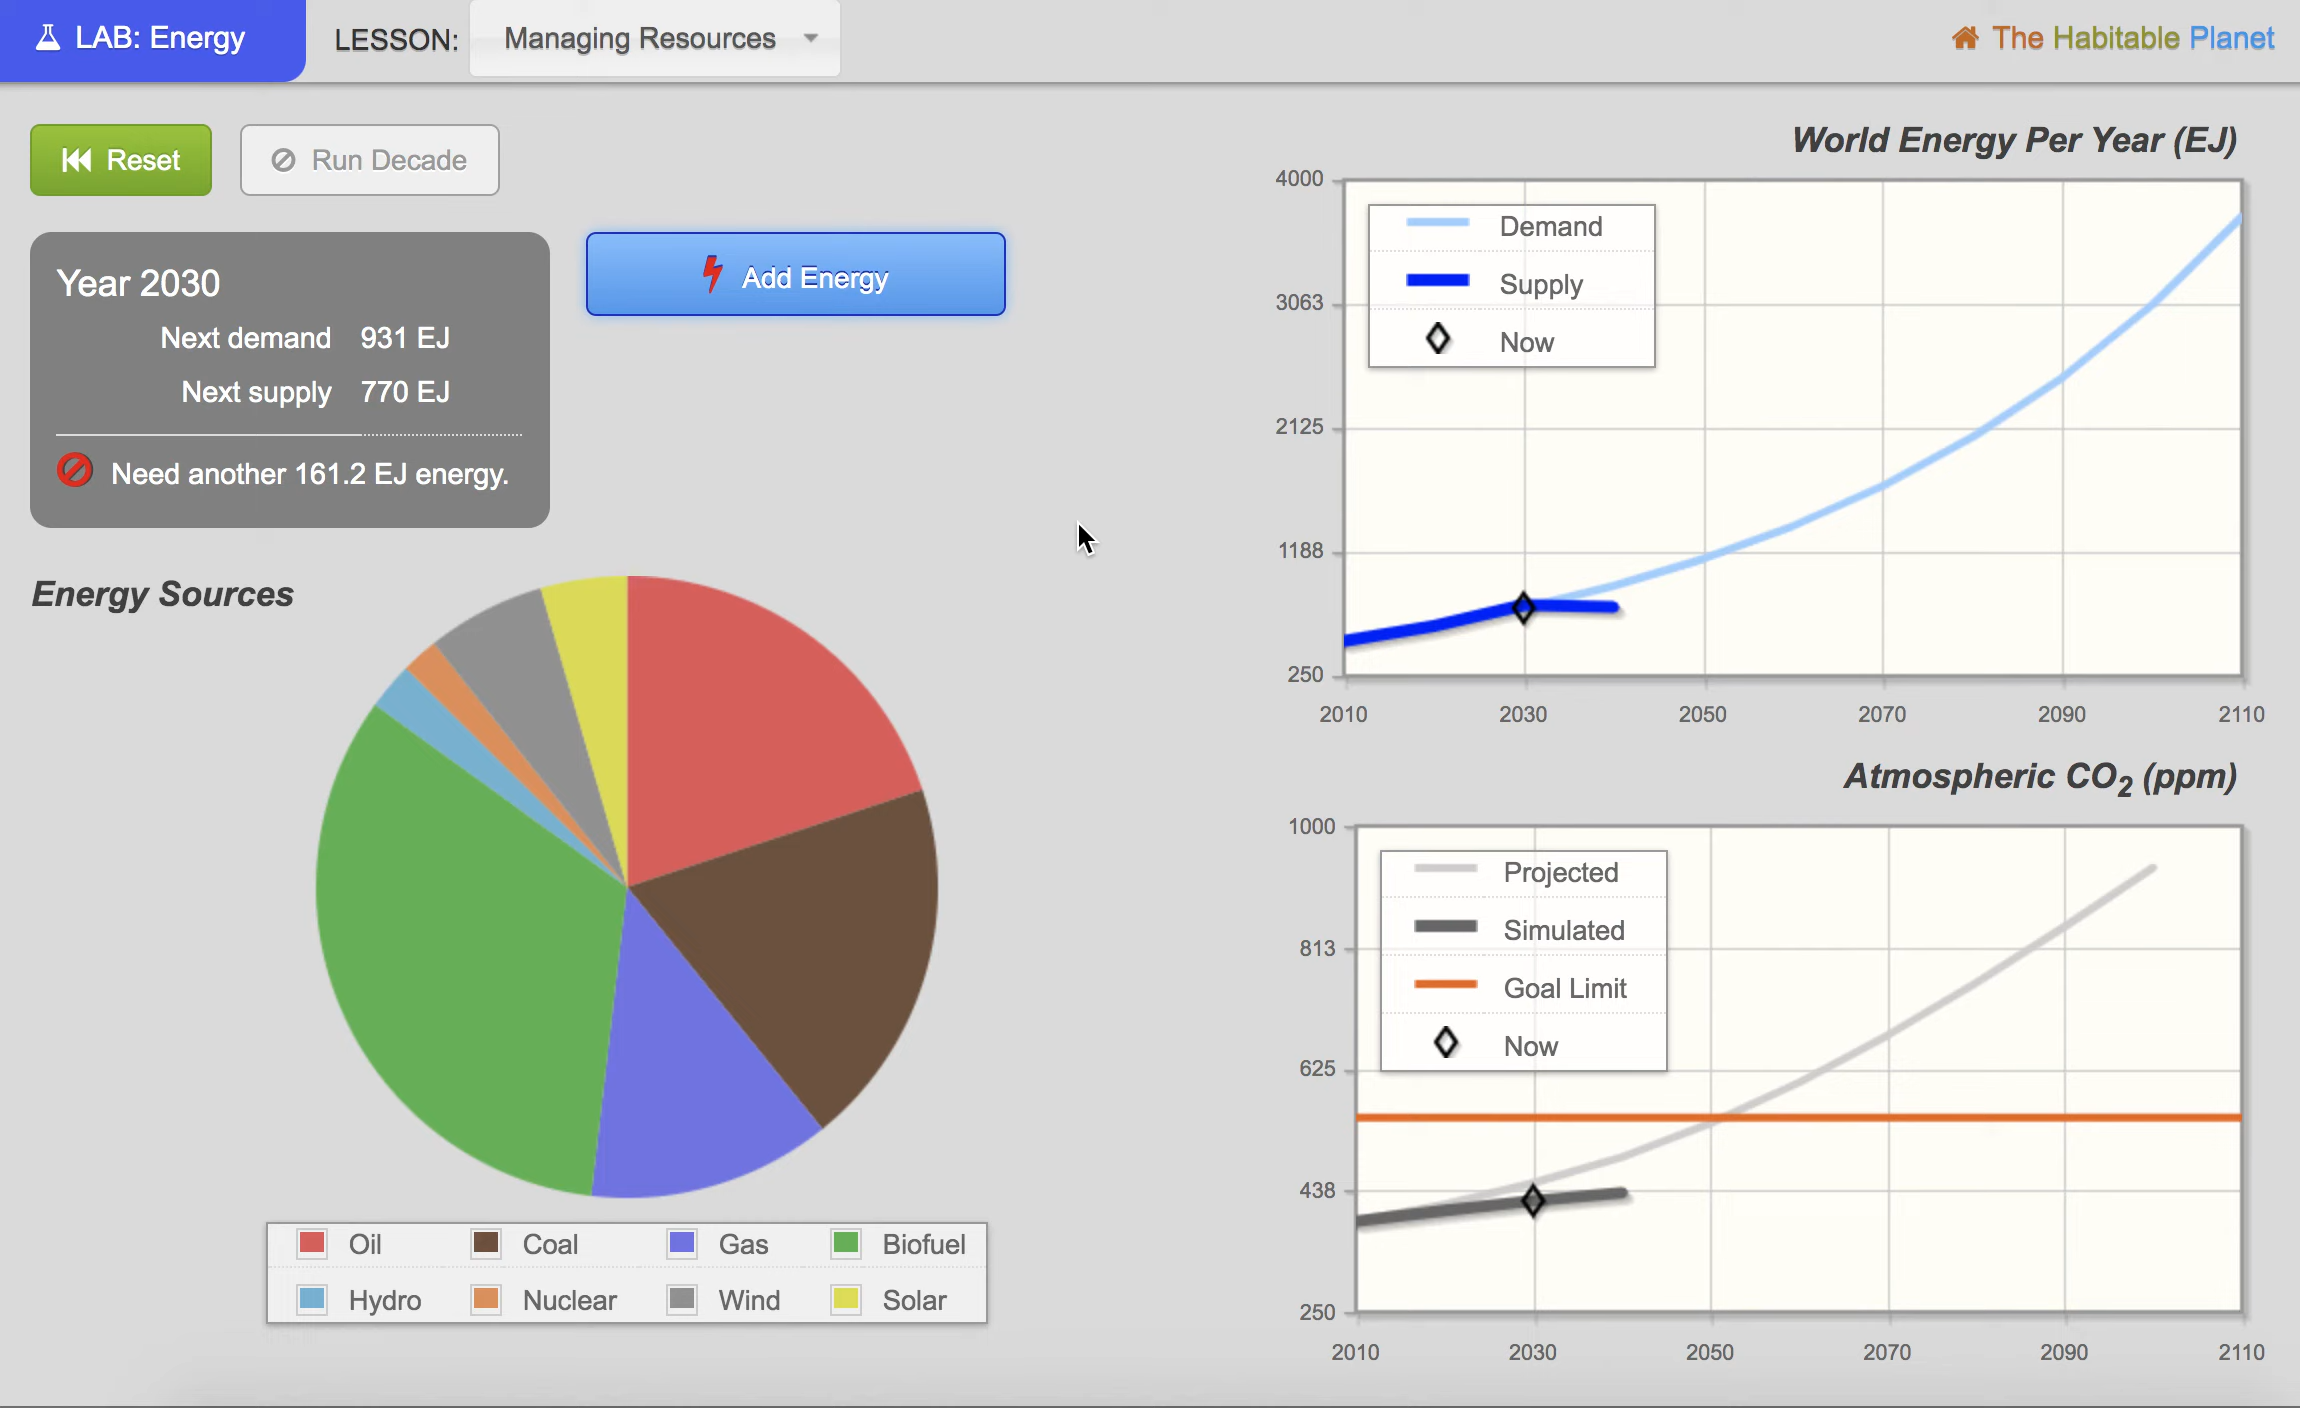 LAB: Energy
LESSON:
Managing Resources
The Habitable Planet
Reset
Run Decade
Year 2030
Next demand 931 EJ
Next supply 770 EJ
Need another 161.2 EJ energy.
Add Energy
Energy Sources
Oil Coal Gas Biofuel
Hydro Nuclear Wind Solar
World Energy Per Year (EJ)
4000
3063
2125
1188
250
Demand
Supply
Now
2010 2030 2050 2070 2090 2110
Atmospheric CO2 (ppm)
1000
813
625
438
250
Projected
Simulated
Goal Limit
Now
2010 2030 2050 2070 2090 2110